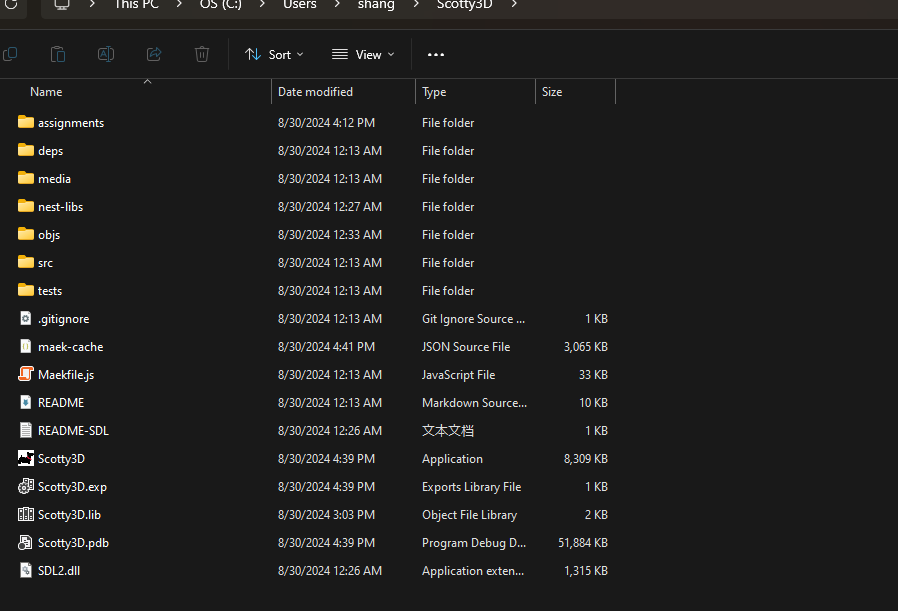 This PC > OS (C:) > Users > shang > Scotty3D >
Sort View
Name Date modified Type Size
assignments 8/30/2024 4:12 PM File folder
deps 8/30/2024 12:13 AM File folder
media 8/30/2024 12:13 AM File folder
nest-libs 8/30/2024 12:27 AM File folder
objs 8/30/2024 12:33 AM File folder
src 8/30/2024 12:13 AM File folder
tests 8/30/2024 12:13 AM File folder
.gitignore 8/30/2024 12:13 AM Git Ignore Source ... 1 KB
maek-cache 8/30/2024 4:41 PM JSON Source File 3,065 KB
Maekfile.js 8/30/2024 12:13 AM JavaScript File 33 KB
README 8/30/2024 12:13 AM Markdown Source... 10 KB
README-SDL 8/30/2024 12:26 AM 文本文档 1 KB
Scotty3D 8/30/2024 4:39 PM Application 8,309 KB
Scotty3D.exp 8/30/2024 4:39 PM Exports Library File 1 KB
Scotty3D.lib 8/30/2024 3:03 PM Object File Library 2 KB
Scotty3D.pdb 8/30/2024 4:39 PM Program Debug D... 51,884 KB
SDL2.dll 8/30/2024 12:26 AM Application exten... 1,315 KB